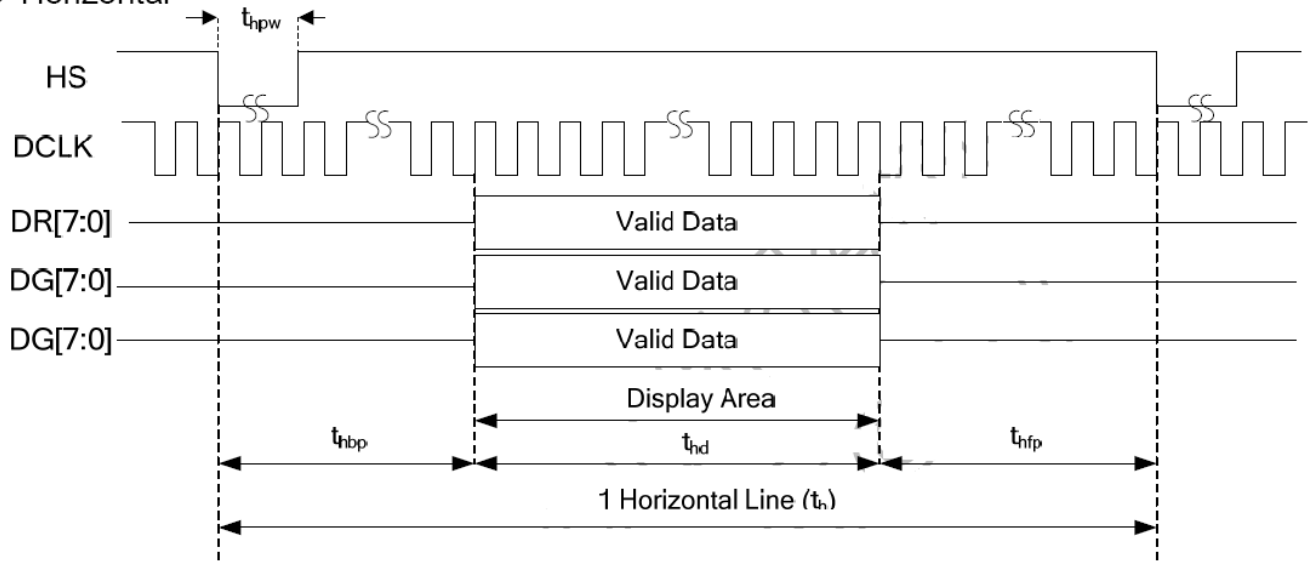 Horizontal
thpw
HS
DCLK
DR[7:0] Valid Data
DG[7:0] Valid Data
DG[7:0] Valid Data
Display Area
thbp thd thfp
1 Horizontal Line (th)